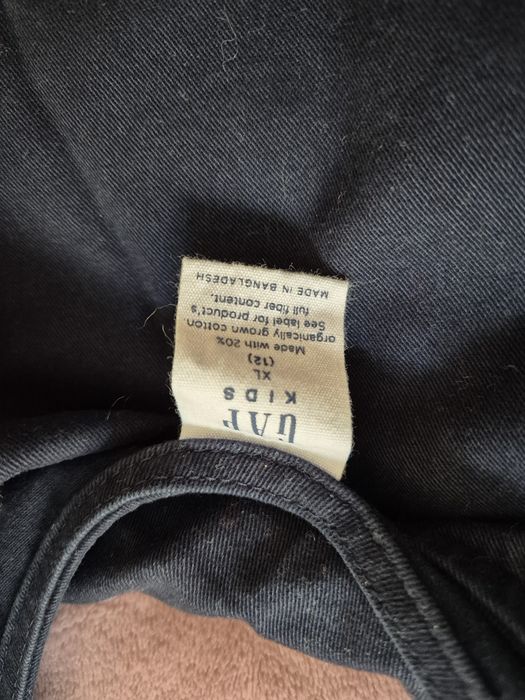 GAP
KIDS
XL
(12)
Made with 20%
organically grown cotton
See label for product's
full fiber content.
MADE IN BANGLADESH